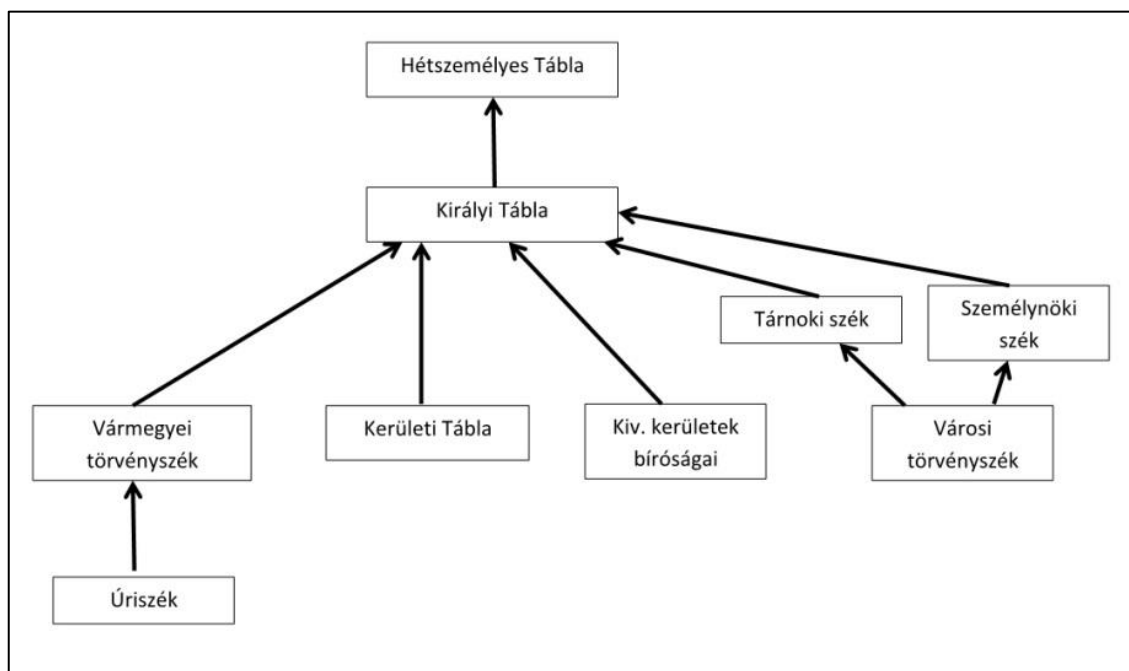 Hétszemélyes Tábla
Királyi Tábla
Tárnoki szék
Személynöki
szék
Vármegyei
törvényszék
Kerületi Tábla
Kiv. kerületek
bíróságai
Városi
törvényszék
Úriszék